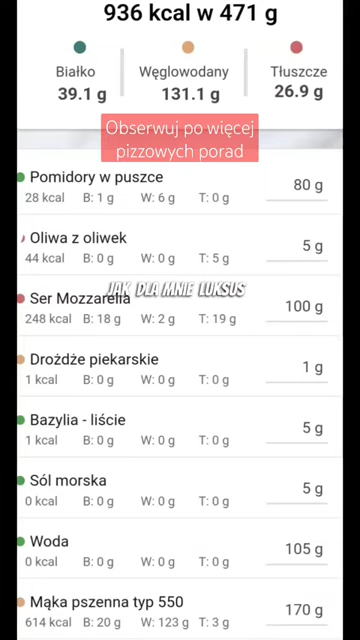 936 kcal w 471 g
Białko
Węglowodany
Tłuszcze
39.1 g
131.1 g
26.9 g
Obserwuj po więcej
pizzowych porad
Pomidory w puszce
80 g
28 kcal B: 1 g W: 6 g T: 0 g
Oliwa z oliwek
5 g
44 kcal B: 0 g W: 0 g T: 5 g
JAK DLA MNIE LUKSUS
Ser Mozzarella
100 g
248 kcal B: 18 g W: 2 g T: 19 g
Drożdże piekarskie
1 g
1 kcal B: 0 g W: 0 g T: 0 g
Bazylia - liście
5 g
1 kcal B: 0 g W: 0 g T: 0 g
Sól morska
5 g
0 kcal B: 0 g W: 0 g T: 0 g
Woda
105 g
0 kcal B: 0 g W: 0 g T: 0 g
Mąka pszenna typ 550
170 g
614 kcal B: 20 g W: 123 g T: 3 g